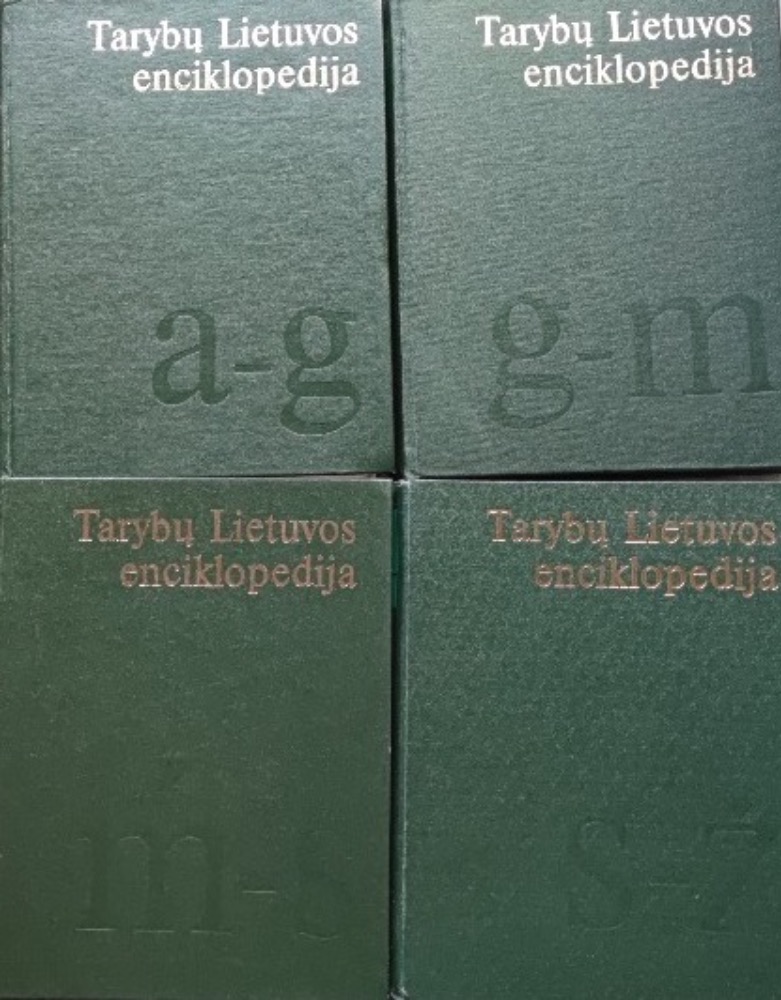 Tarybų Lietuvos
enciklopedija
a-g
Tarybų Lietuvos
enciklopedija
g-m
Tarybų Lietuvos
enciklopedija
m-s
Tarybų Lietuvos
enciklopedija
s-ž